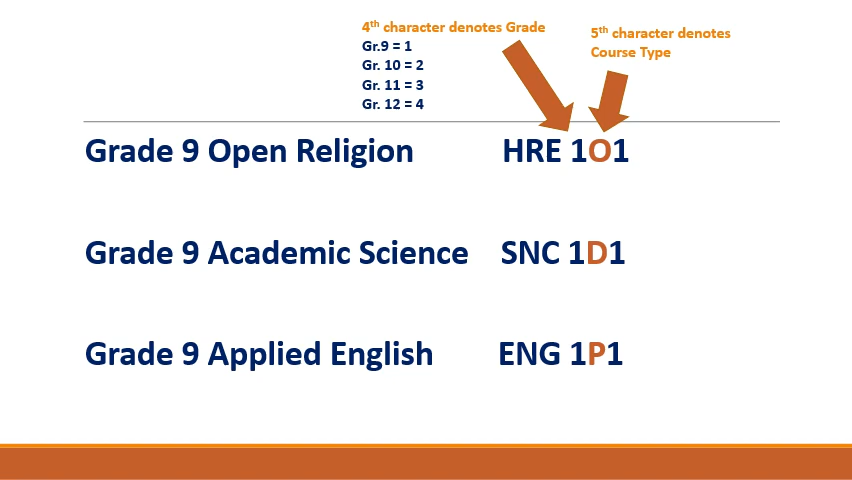 4th character denotes Grade
Gr.9 = 1
Gr. 10 = 2
Gr. 11 = 3
Gr. 12 = 4
5th character denotes
Course Type
Grade 9 Open Religion HRE 1O1
Grade 9 Academic Science SNC 1D1
Grade 9 Applied English ENG 1P1